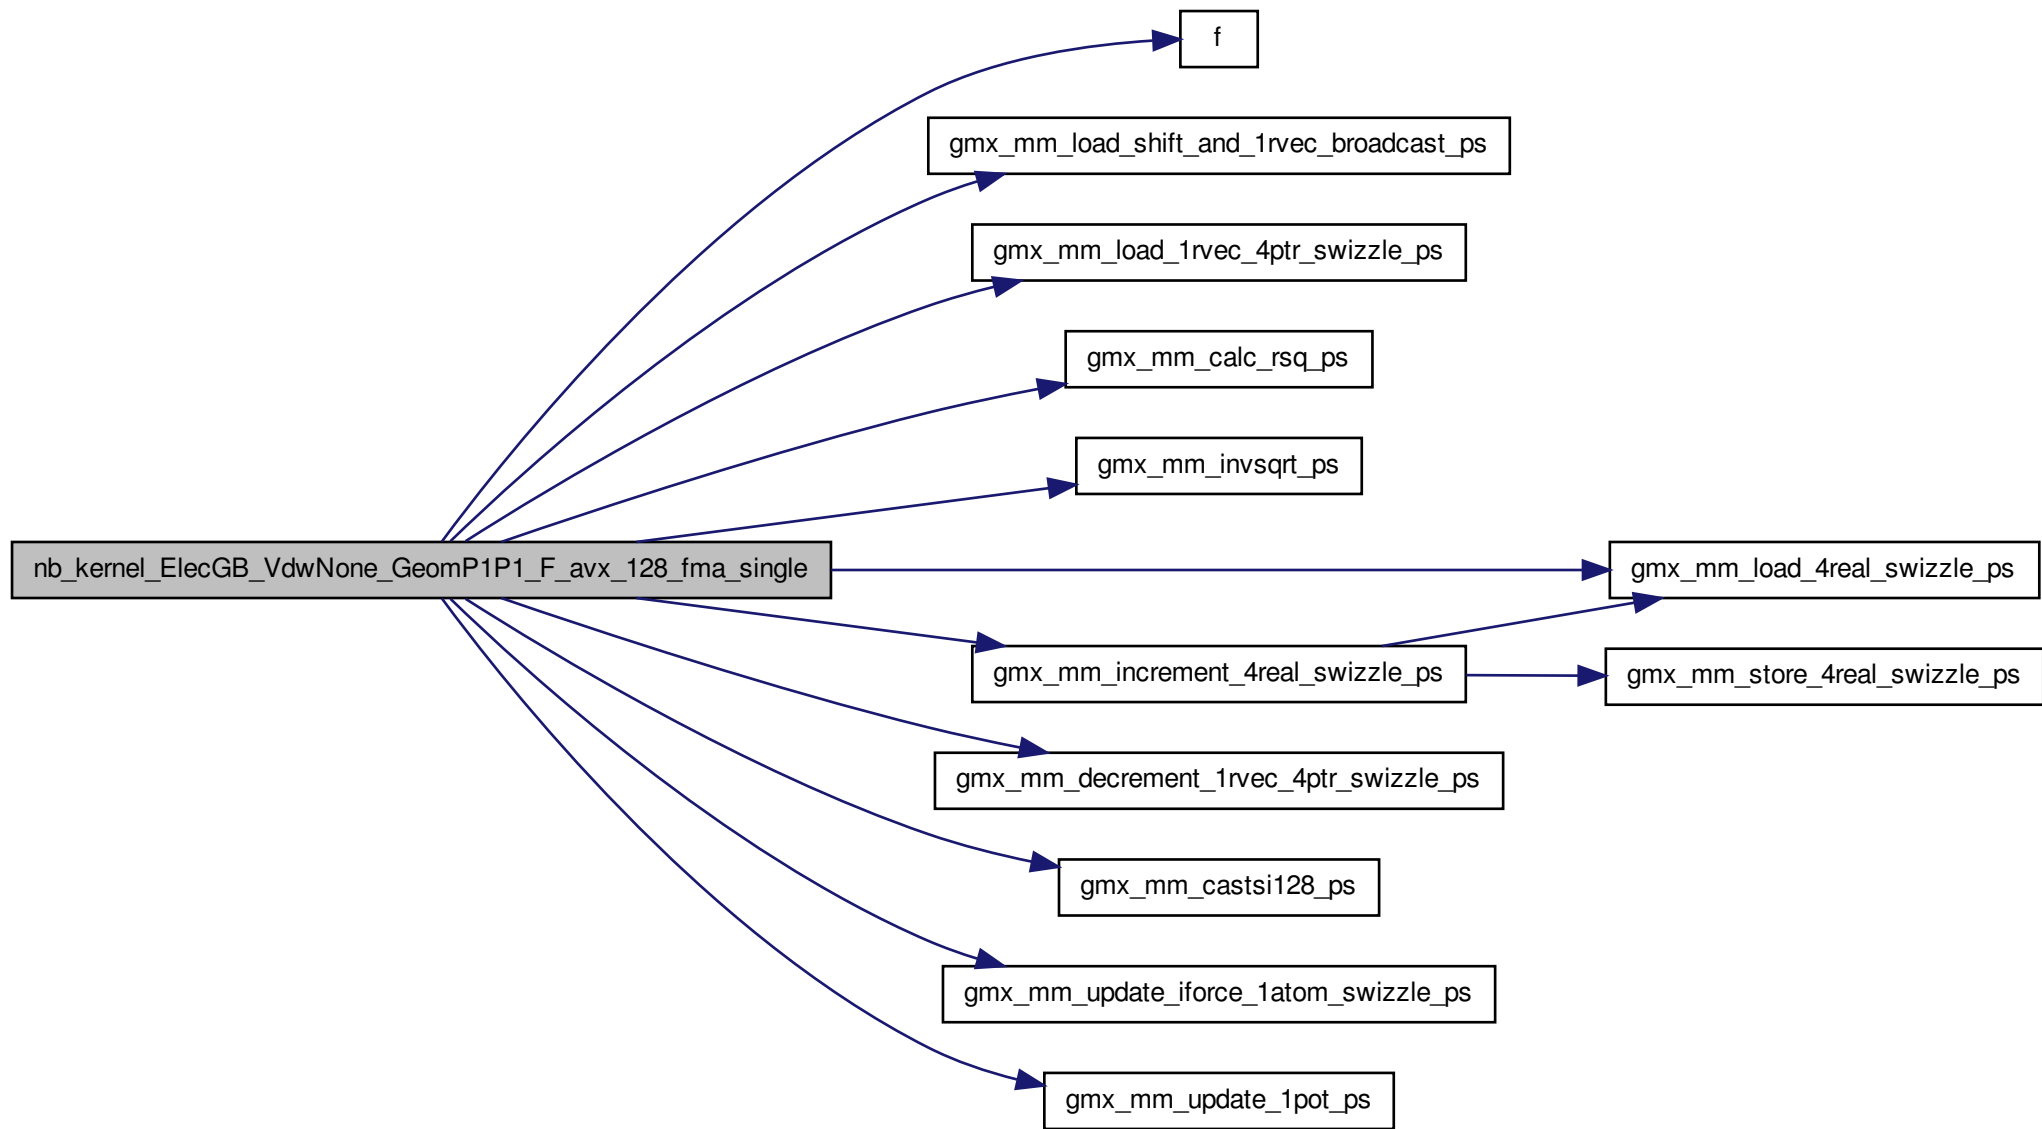 f
gmx_mm_load_shift_and_1rvec_broadcast_ps
gmx_mm_load_1rvec_4ptr_swizzle_ps
gmx_mm_calc_rsq_ps
gmx_mm_invsqrt_ps
nb_kernel_ElecGB_VdwNone_GeomP1P1_F_avx_128_fma_single
gmx_mm_load_4real_swizzle_ps
gmx_mm_increment_4real_swizzle_ps
gmx_mm_store_4real_swizzle_ps
gmx_mm_decrement_1rvec_4ptr_swizzle_ps
gmx_mm_castsi128_ps
gmx_mm_update_iforce_1atom_swizzle_ps
gmx_mm_update_1pot_ps